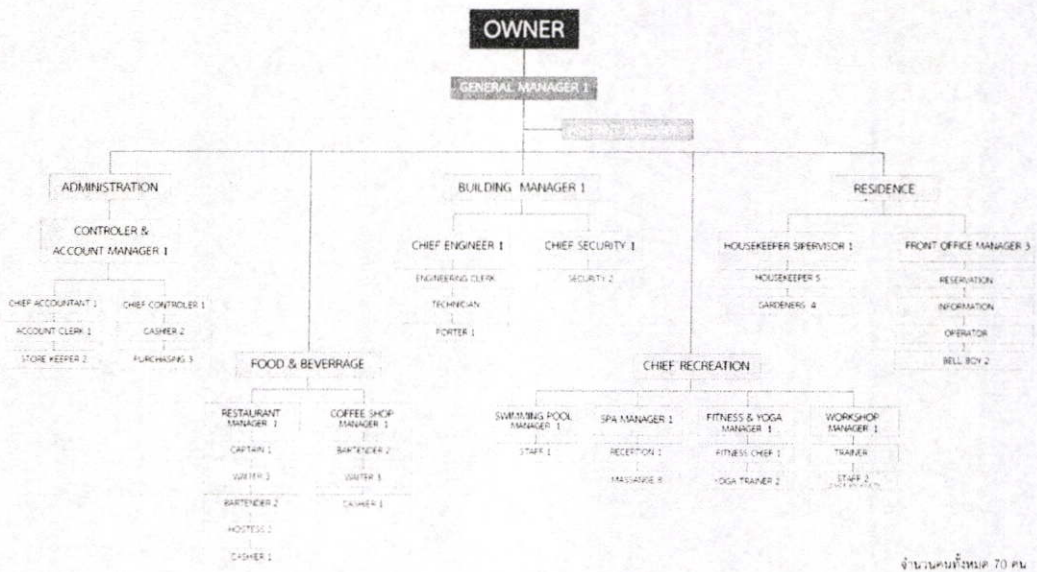 OWNER
GENERAL MANAGER 1
ADMINISTRATION
BUILDING MANAGER 1
RESIDENCE
CONTROLER &
ACCOUNT MANAGER 1
CHIEF ENGINEER 1
CHIEF SECURITY 1
HOUSEKEEPER SIPERVISOR 1
FRONT OFFICE MANAGER 3
ENGINEERING CLERK
SECURITY 2
HOUSEKEEPER 5
RESERVATION
CHIEF ACCOUNTANT 1
CHIEF CONTROLER 1
TECHNICIAN
GARDENERS 4
INFORMATION
ACCOUNT CLERK 1
CASHIER 2
PORTER 1
OPERATOR
STORE KEEPER 2
PURCHASING 3
BELL BOY 2
FOOD & BEVERRAGE
CHIEF RECREATION
RESTAURANT
MANAGER 1
COFFEE SHOP
MANAGER 1
SWIMMING POOL
MANAGER 1
SPA MANAGER 1
FITNESS & YOGA
MANAGER 1
WORKSHOP
MANAGER 1
CAPTAIN 1
BARTENDER 2
STAFF 1
RECEPTION 1
FITNESS CHIEF 1
TRAINER
WAITER 3
WAITER 3
MASSANGE 8
YOGA TRAINER 2
STAFF 2
BARTENDER 2
CASHIER 1
HOSTESS 2
CASHIER 1
จำนวนคนทั้งหมด 70 คน